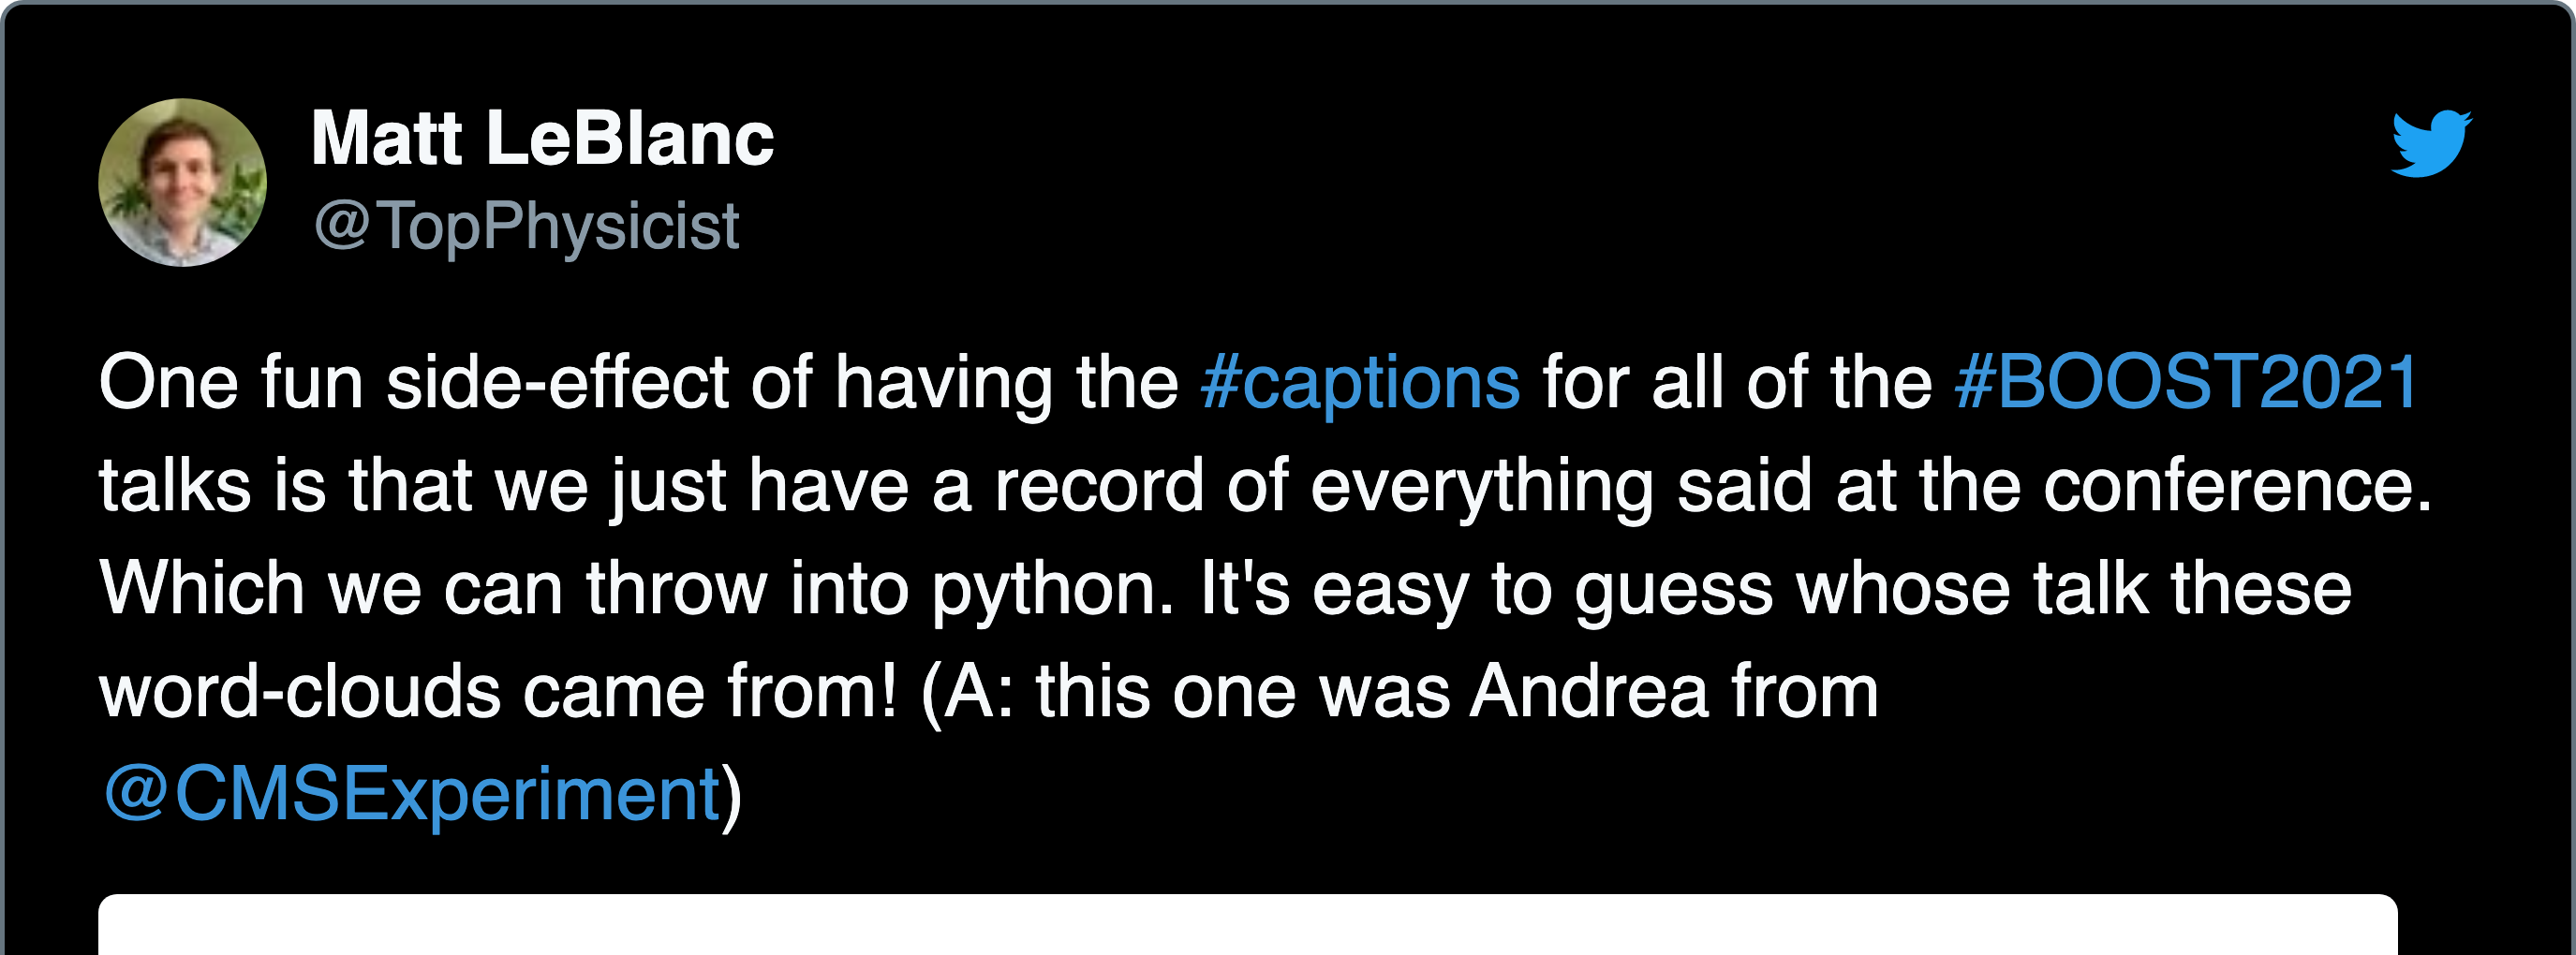 Matt LeBlanc
@TopPhysicist
One fun side-effect of having the #captions for all of the #BOOST2021
talks is that we just have a record of everything said at the conference.
Which we can throw into python. It's easy to guess whose talk these
word-clouds came from! (A: this one was Andrea from
@CMSExperiment)